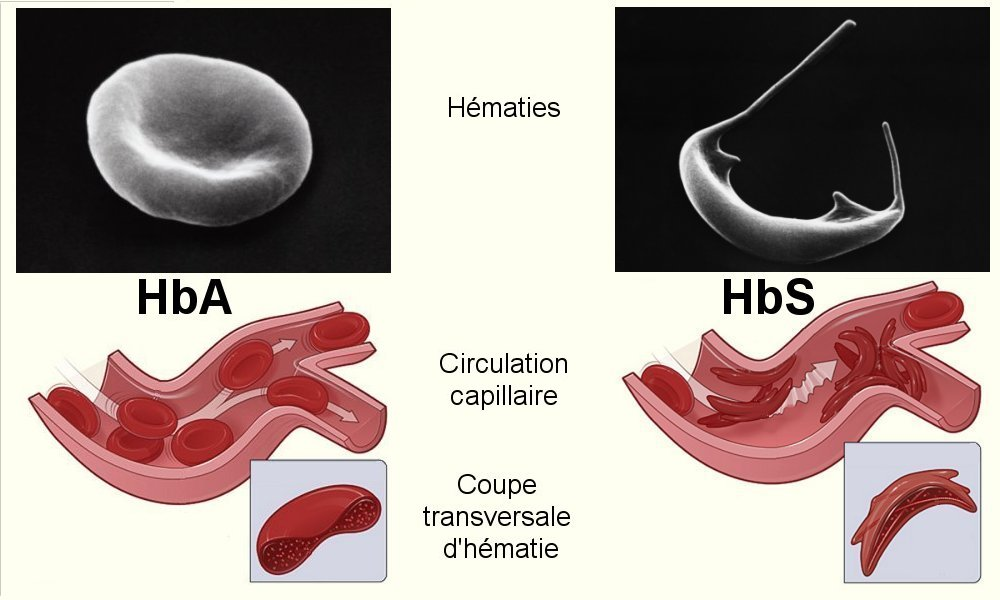 Hématies
HbA
HbS
Circulation
capillaire
Coupe
transversale
d'hématie